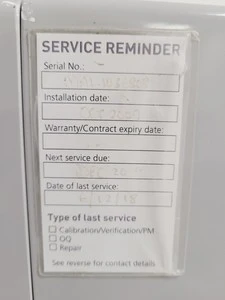 SERVICE REMINDER
Serial No.:
Installation date:
Warranty/Contract expiry date:
Next service due:
Date of last service:
Type of last service
Calibration/Verification/PM
OQ
Repair
See reverse for contact details